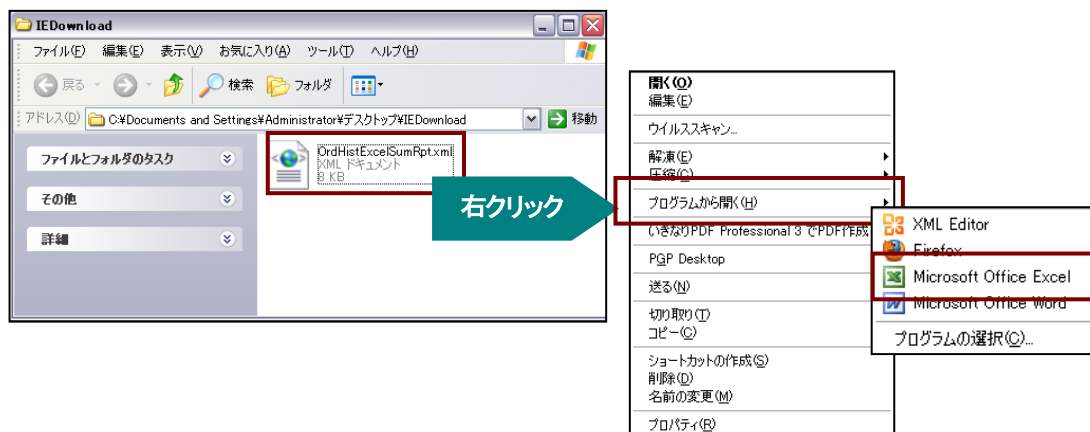 IEDownload
ファイル(F) 編集(E) 表示(V) お気に入り(A) ツール(T) ヘルプ(H)
戻る 検索 フォルダ
アドレス(D) C:¥Documents and Settings¥Administrator¥デスクトップ¥IEDownload 移動
ファイルとフォルダのタスク
その他
詳細
OrdHistExcelSumRpt.xml
XML ドキュメント
8 KB
右クリック
開く(O)
編集(E)
ウイルススキャン...
解凍(E)
圧縮(C)
プログラムから開く(H)
いきなりPDF Professional 3 でPDF作成
PGP Desktop
送る(N)
切り取り(T)
コピー(C)
ショートカットの作成(S)
削除(D)
名前の変更(M)
プロパティ(R)
XML Editor
Firefox
Microsoft Office Excel
Microsoft Office Word
プログラムの選択(C)...